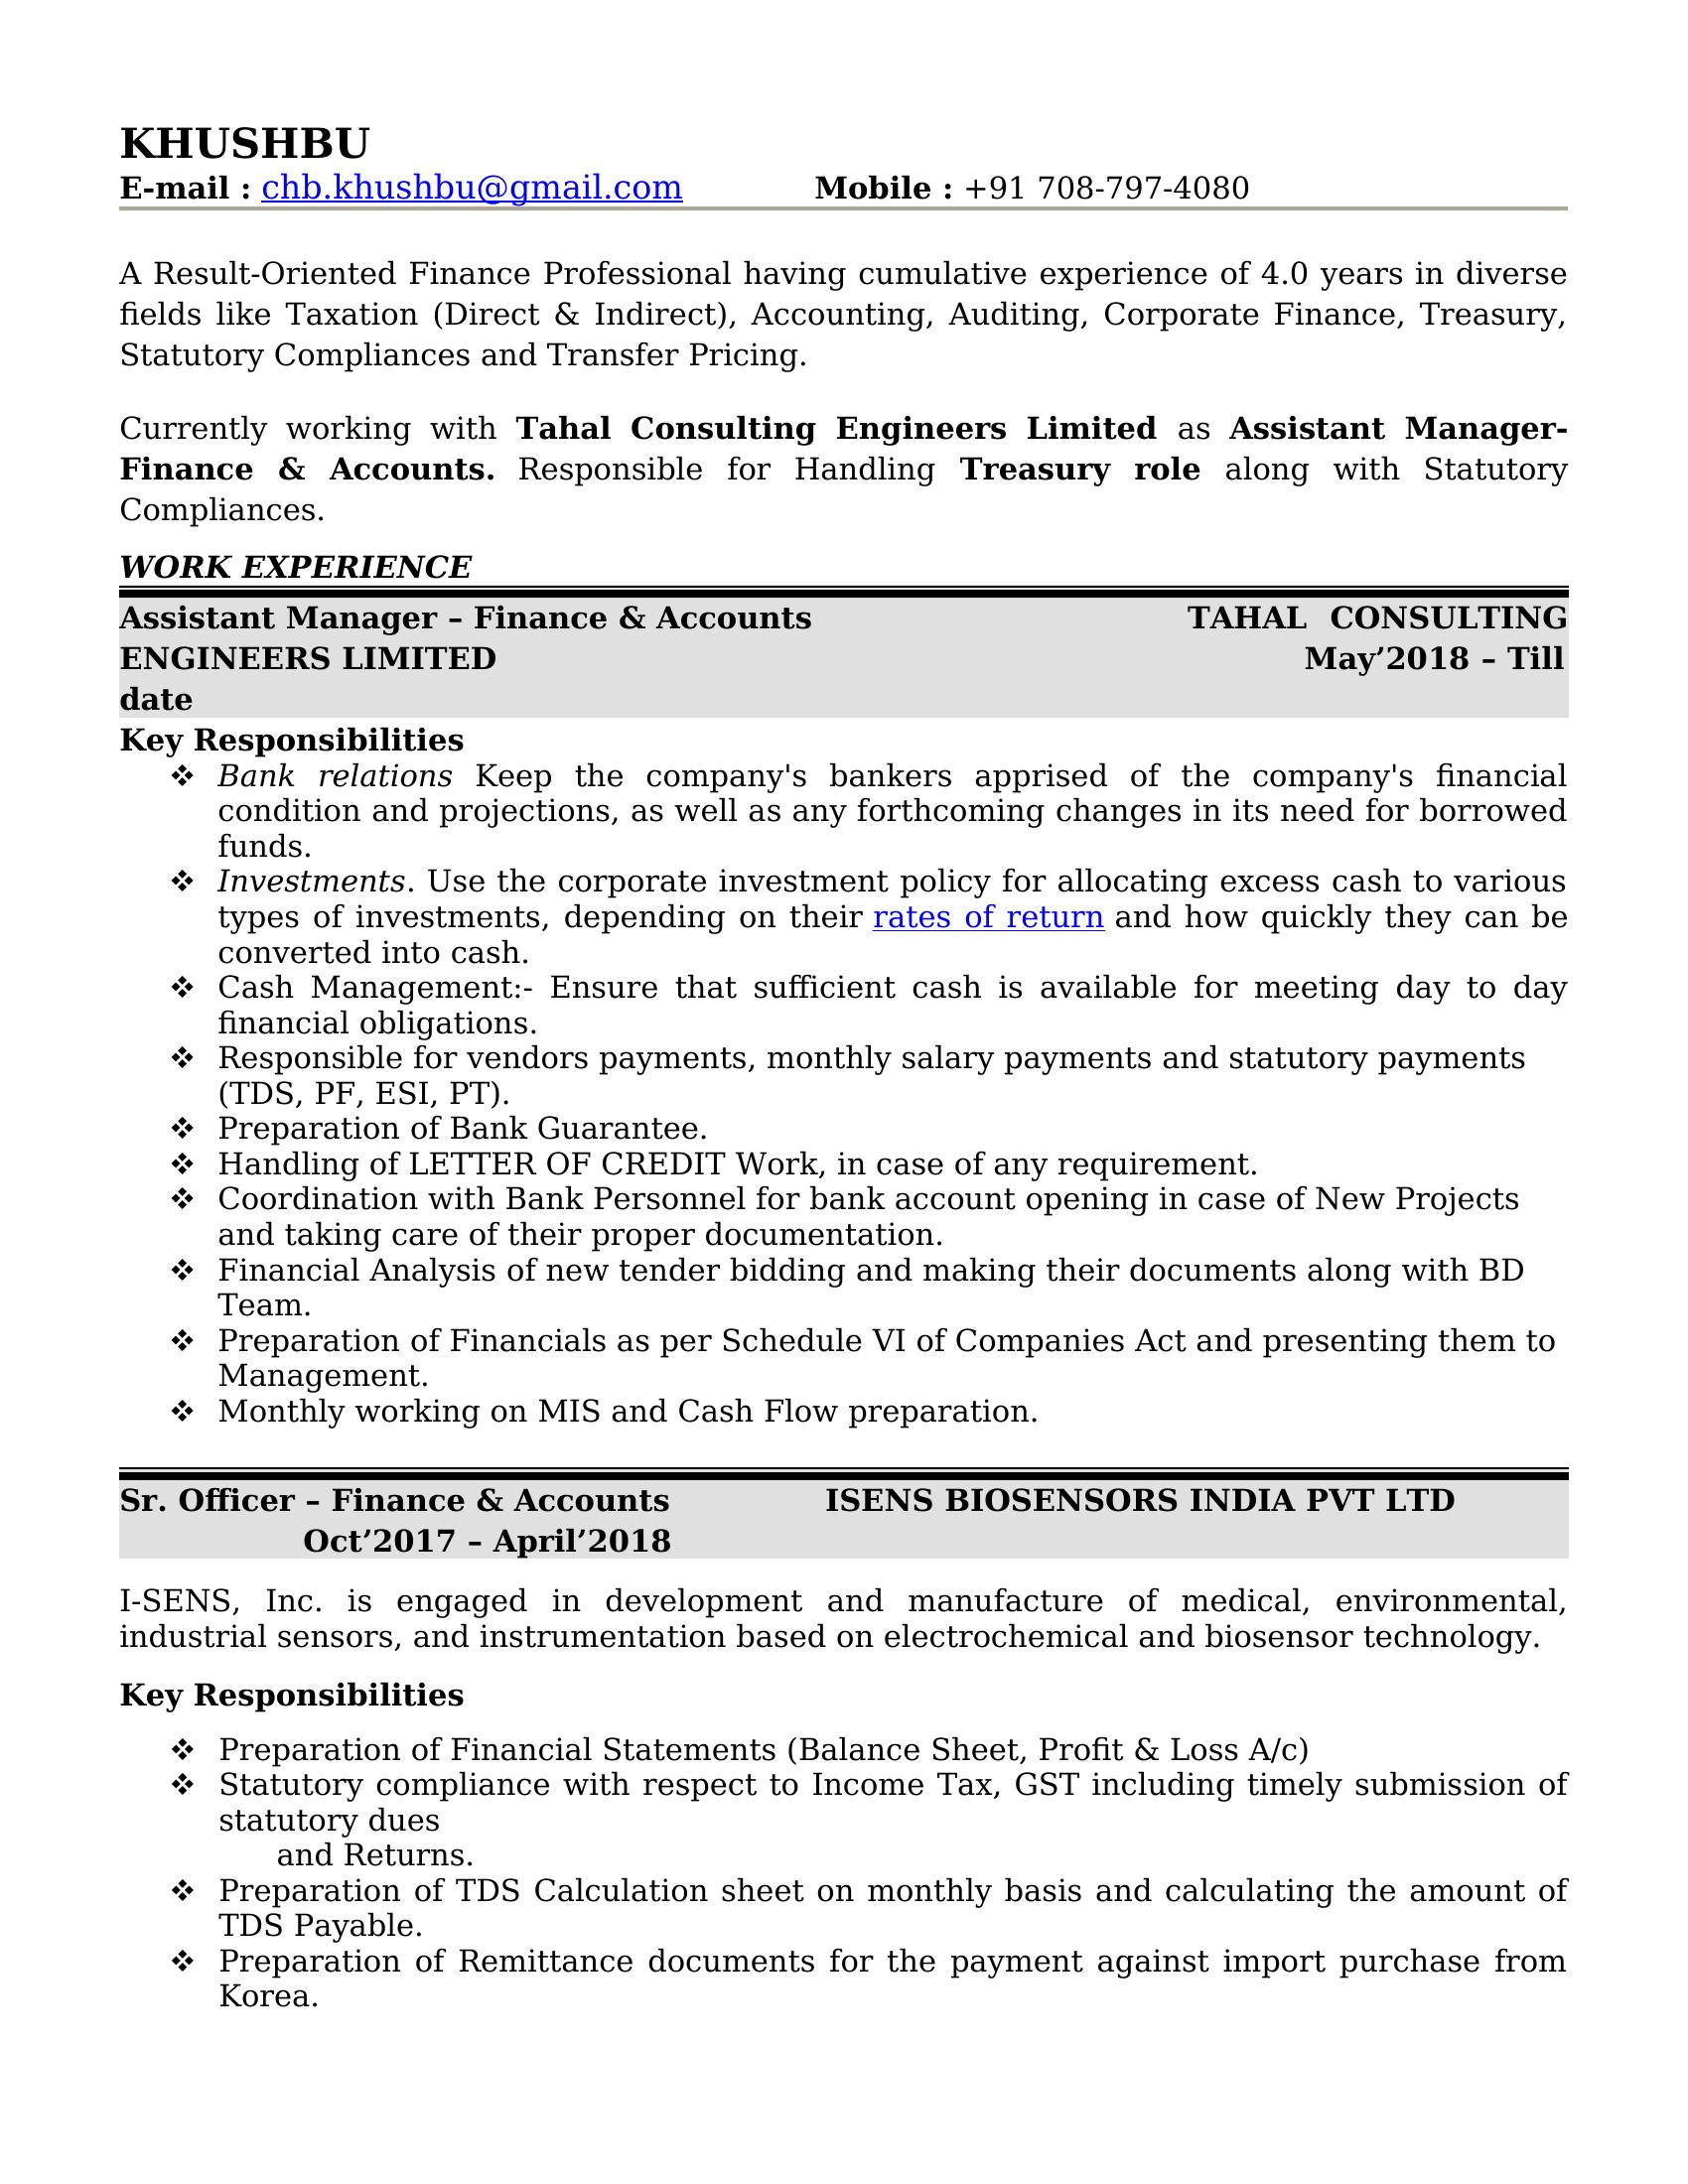 KHUSHBU
E-mail : chb.khushbu@gmail.com Mobile : +91 708-797-4080
A Result-Oriented Finance Professional having cumulative experience of 4.0 years in diverse
fields like Taxation (Direct & Indirect), Accounting, Auditing, Corporate Finance, Treasury,
Statutory Compliances and Transfer Pricing.
Currently working with Tahal Consulting Engineers Limited as Assistant Manager-
Finance & Accounts. Responsible for Handling Treasury role along with Statutory
Compliances.
WORK EXPERIENCE
Assistant Manager – Finance & Accounts TAHAL CONSULTING
ENGINEERS LIMITED May’2018 – Till
date
Key Responsibilities
❖ Bank relations Keep the company's bankers apprised of the company's financial
condition and projections, as well as any forthcoming changes in its need for borrowed
funds.
❖ Investments. Use the corporate investment policy for allocating excess cash to various
types of investments, depending on their rates of return and how quickly they can be
converted into cash.
❖ Cash Management:- Ensure that sufficient cash is available for meeting day to day
financial obligations.
❖ Responsible for vendors payments, monthly salary payments and statutory payments
(TDS, PF, ESI, PT).
❖ Preparation of Bank Guarantee.
❖ Handling of LETTER OF CREDIT Work, in case of any requirement.
❖ Coordination with Bank Personnel for bank account opening in case of New Projects
and taking care of their proper documentation.
❖ Financial Analysis of new tender bidding and making their documents along with BD
Team.
❖ Preparation of Financials as per Schedule VI of Companies Act and presenting them to
Management.
❖ Monthly working on MIS and Cash Flow preparation.
Sr. Officer – Finance & Accounts ISENS BIOSENSORS INDIA PVT LTD
Oct’2017 – April’2018
I-SENS, Inc. is engaged in development and manufacture of medical, environmental,
industrial sensors, and instrumentation based on electrochemical and biosensor technology.
Key Responsibilities
❖ Preparation of Financial Statements (Balance Sheet, Profit & Loss A/c)
❖ Statutory compliance with respect to Income Tax, GST including timely submission of
statutory dues
and Returns.
❖ Preparation of TDS Calculation sheet on monthly basis and calculating the amount of
TDS Payable.
❖ Preparation of Remittance documents for the payment against import purchase from
Korea.